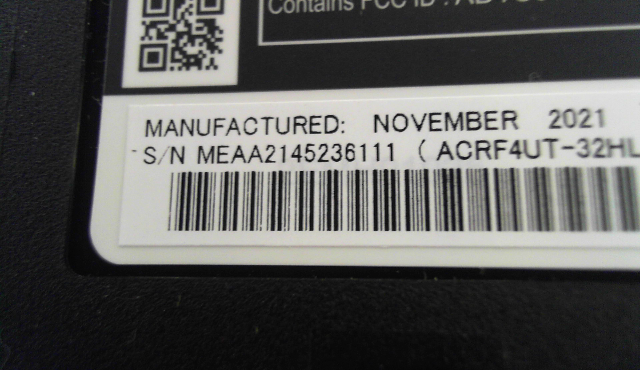 Contains FCC ID :
MANUFACTURED: NOVEMBER 2021
S/N MEAA2145236111 ( ACRF4UT-32HL